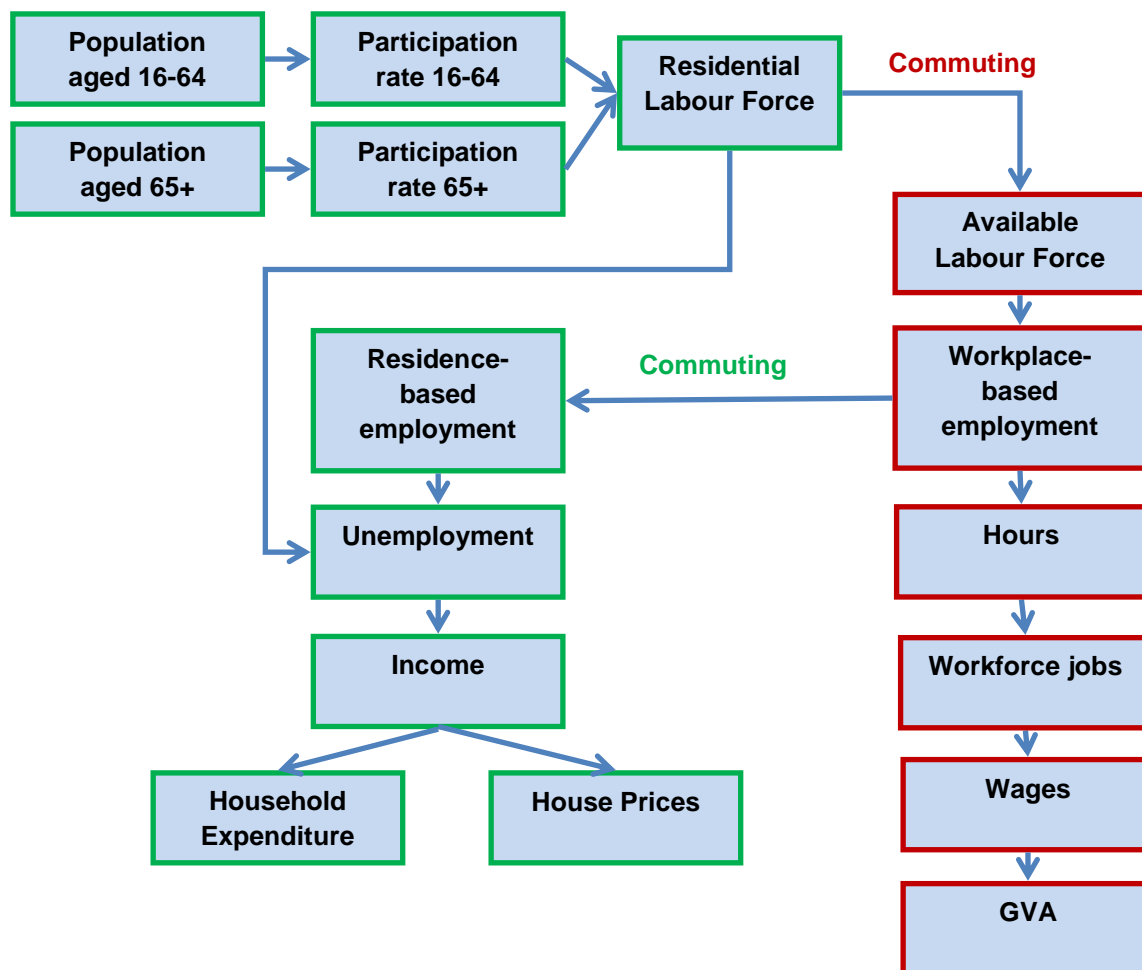 Population
aged 16-64
Participation
rate 16-64
Residential
Labour Force
Commuting
Population
aged 65+
Participation
rate 65+
Available
Labour Force
Residence-
based
employment
Commuting
Workplace-
based
employment
Unemployment
Hours
Income
Workforce jobs
Household
Expenditure
House Prices
Wages
GVA